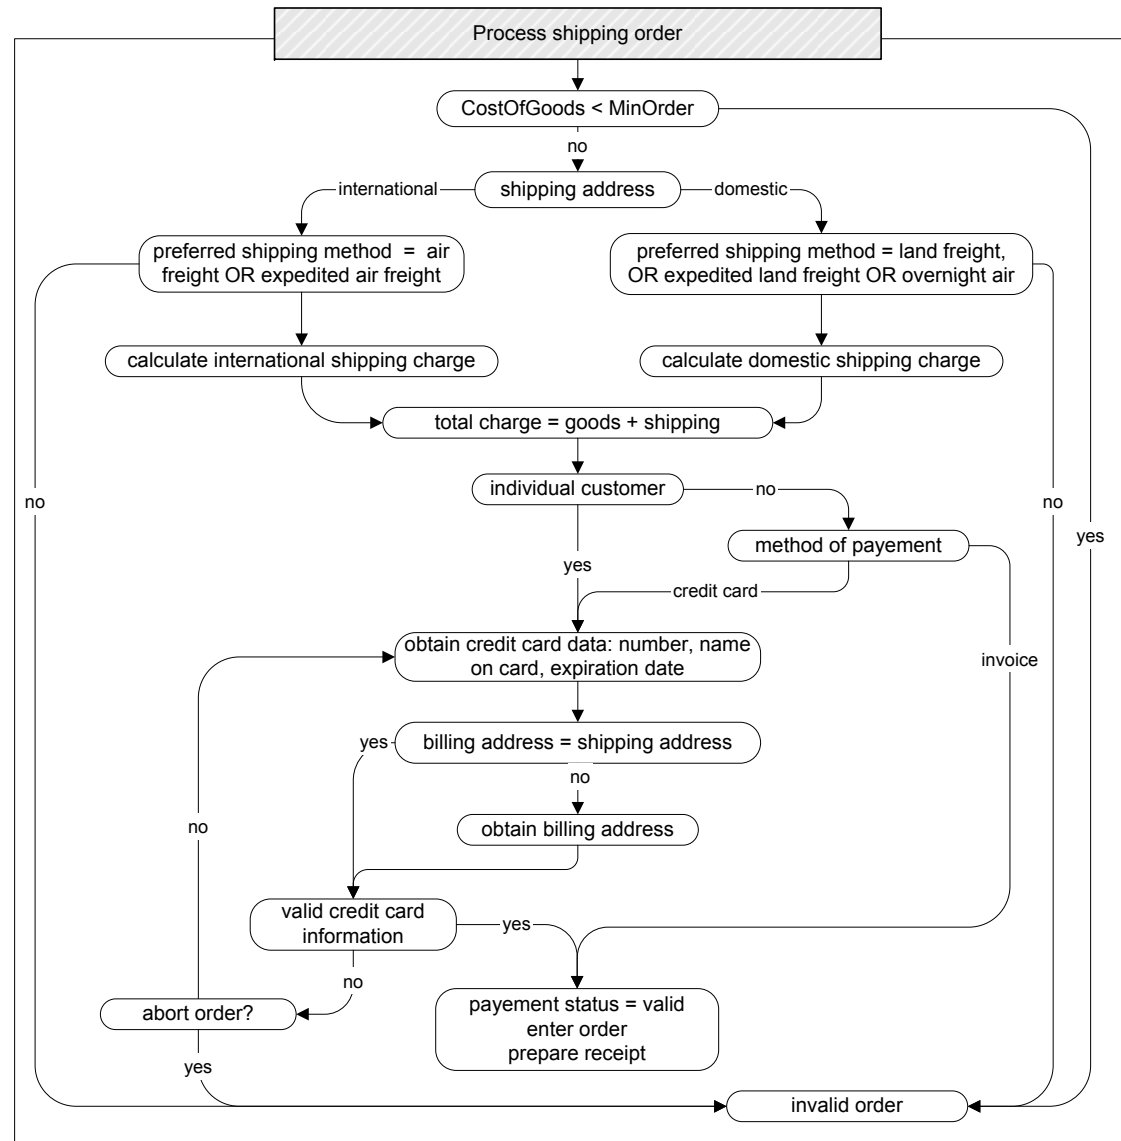 Process shipping order
CostOfGoods < MinOrder
no
international
shipping address
domestic
preferred shipping method  =  air
freight OR expedited air freight
preferred shipping method = land freight,
OR expedited land freight OR overnight air
calculate international shipping charge
calculate domestic shipping charge
total charge = goods + shipping
individual customer
no
no
no
yes
method of payement
yes
credit card
obtain credit card data: number, name
on card, expiration date
invoice
yes
billing address = shipping address
no
no
obtain billing address
valid credit card
information
yes
no
abort order?
payement status = valid
enter order
prepare receipt
yes
invalid order